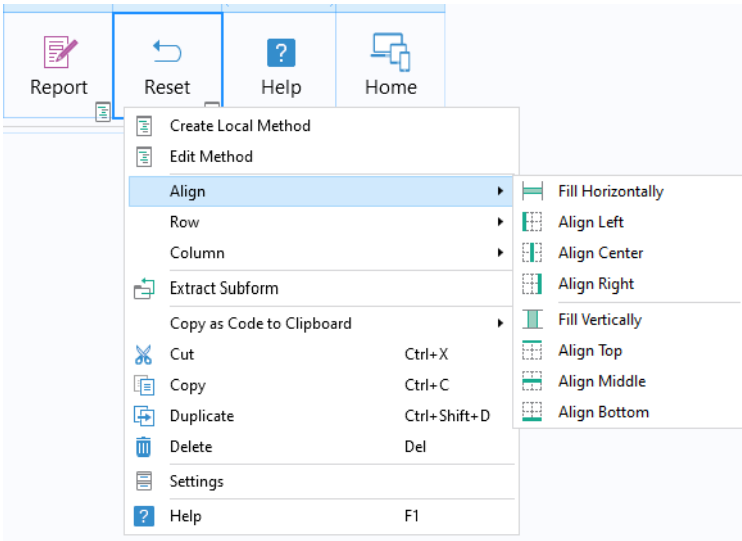 Report
Reset
Help
Home
Create Local Method
Edit Method
Align
Row
Column
Extract Subform
Copy as Code to Clipboard
Cut Ctrl+X
Copy Ctrl+C
Duplicate Ctrl+Shift+D
Delete Del
Settings
Help F1
Fill Horizontally
Align Left
Align Center
Align Right
Fill Vertically
Align Top
Align Middle
Align Bottom